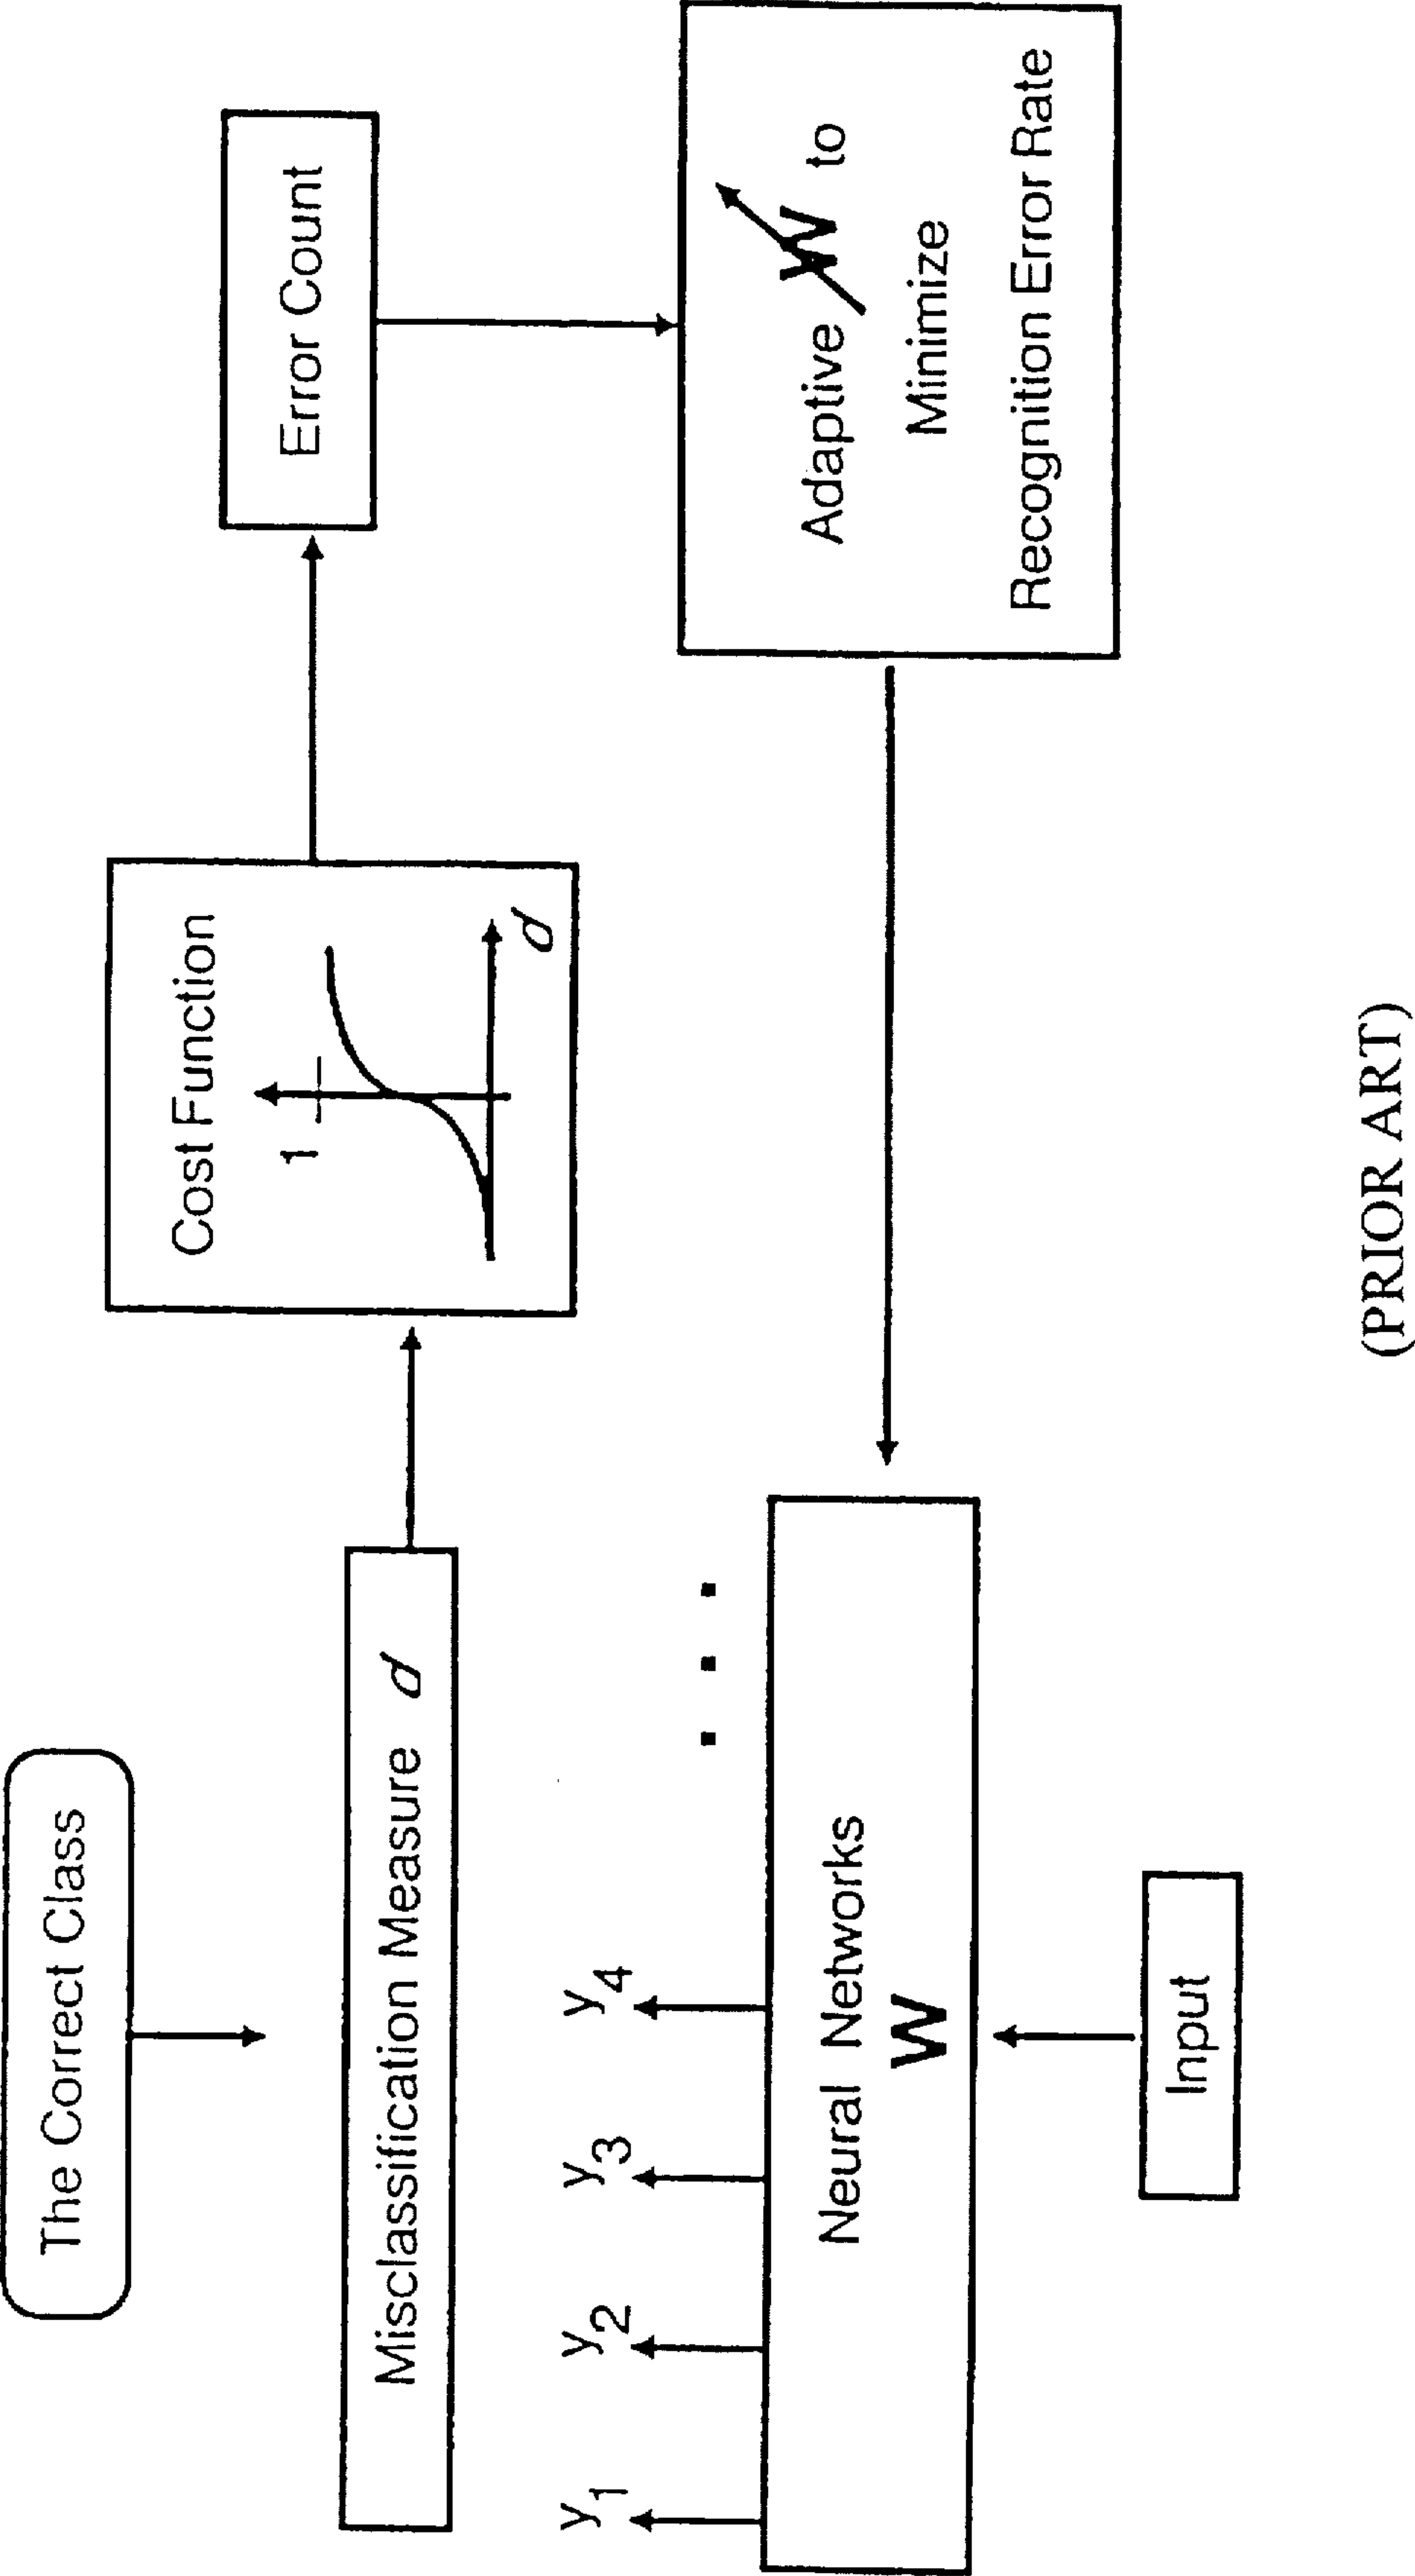 The Correct Class
Misclassification Measure d
Cost Function
1
d
Error Count
y1 y2 y3 y4 . . .
Neural Networks
W
Adaptive W to
Minimize
Recognition Error Rate
Input
(PRIOR ART)